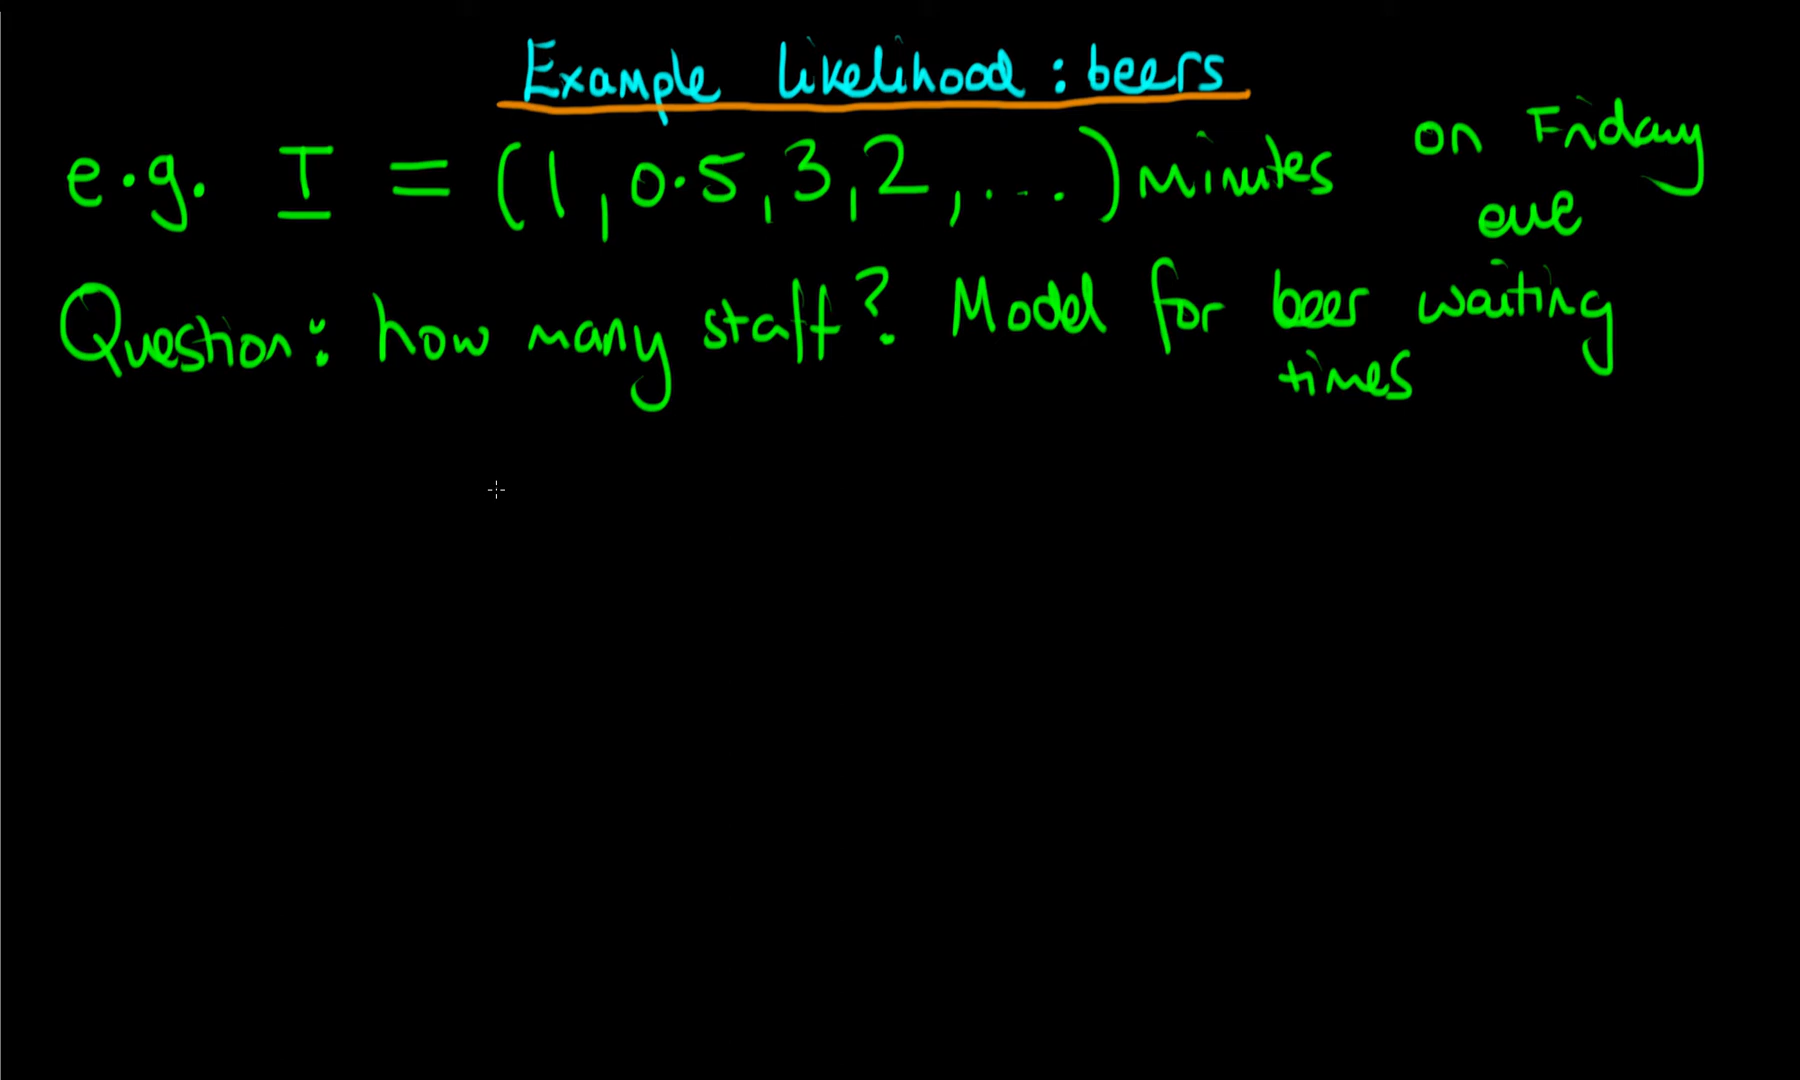 Example likelihood : beers
e.g. T = (1, 0.5, 3, 2, ...) minutes on Friday
eve
Question: how many staff? Model for beer waiting
times